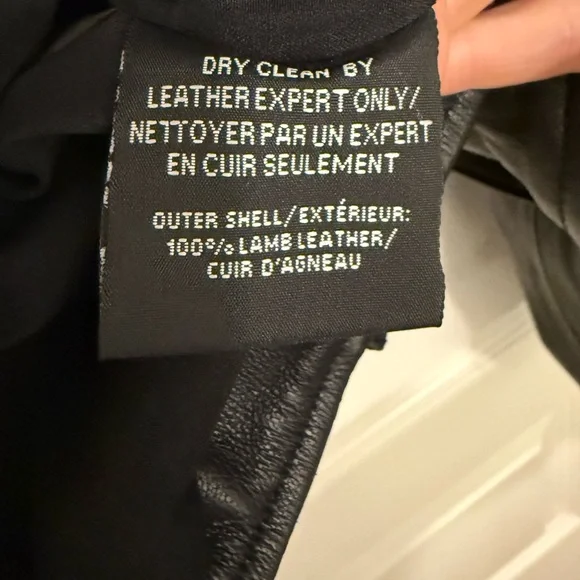 DRY CLEAN BY
LEATHER EXPERT ONLY/
NETTOYER PAR UN EXPERT
EN CUIR SEULEMENT
OUTER SHELL/EXTÉRIEUR:
100% LAMB LEATHER/
CUIR D'AGNEAU